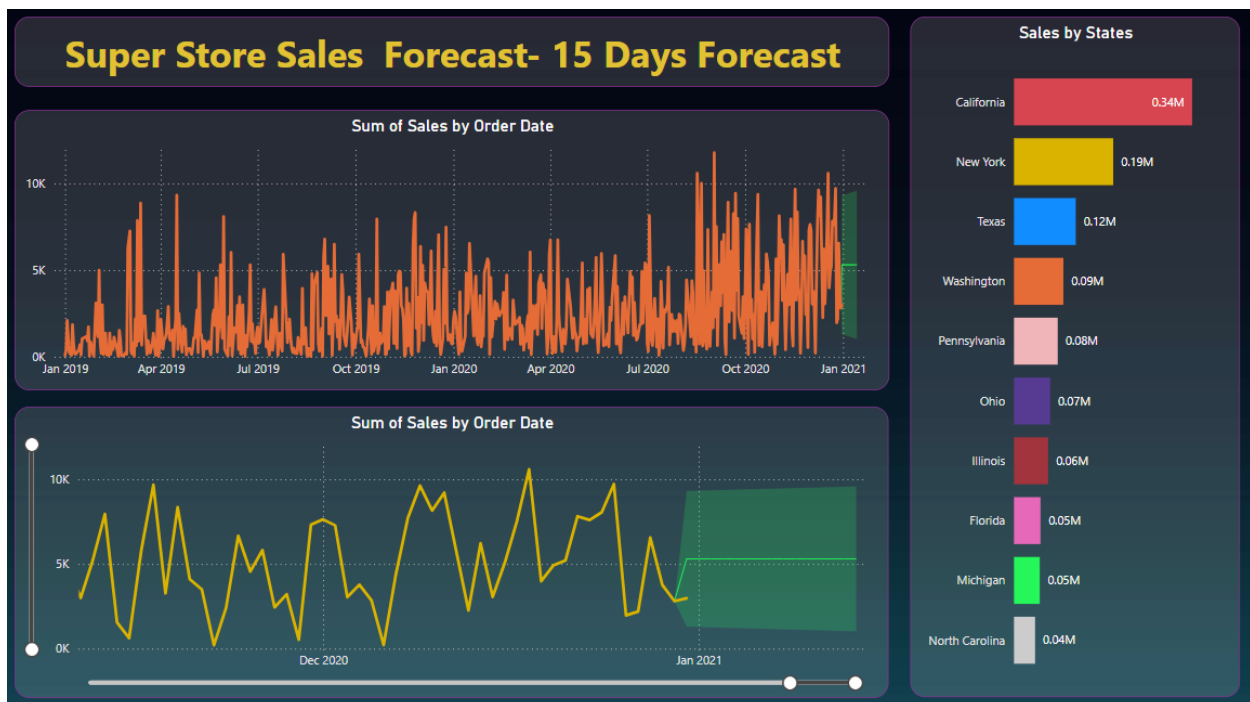 Super Store Sales  Forecast- 15 Days Forecast
Sum of Sales by Order Date
10K
5K
0K
Jan 2019 Apr 2019 Jul 2019 Oct 2019 Jan 2020 Apr 2020 Jul 2020 Oct 2020 Jan 2021
Sum of Sales by Order Date
10K
5K
0K
Dec 2020 Jan 2021
Sales by States
California 0.34M
New York 0.19M
Texas 0.12M
Washington 0.09M
Pennsylvania 0.08M
Ohio 0.07M
Illinois 0.06M
Florida 0.05M
Michigan 0.05M
North Carolina 0.04M